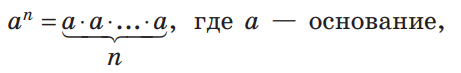 aⁿ = a · a · ... · a, где a — основание,
n